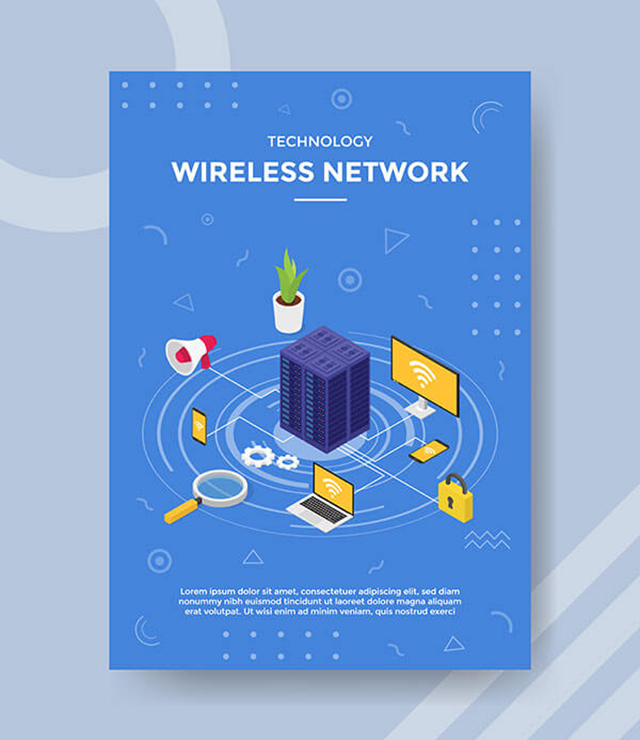 TECHNOLOGY
WIRELESS NETWORK
Lorem ipsum dolor sit amet, consectetuer adipiscing elit, sed diam
nonummy nibh euismod tincidunt ut laoreet dolore magna aliquam
erat volutpat. Ut wisi enim ad minim veniam, quis nostrud exerci